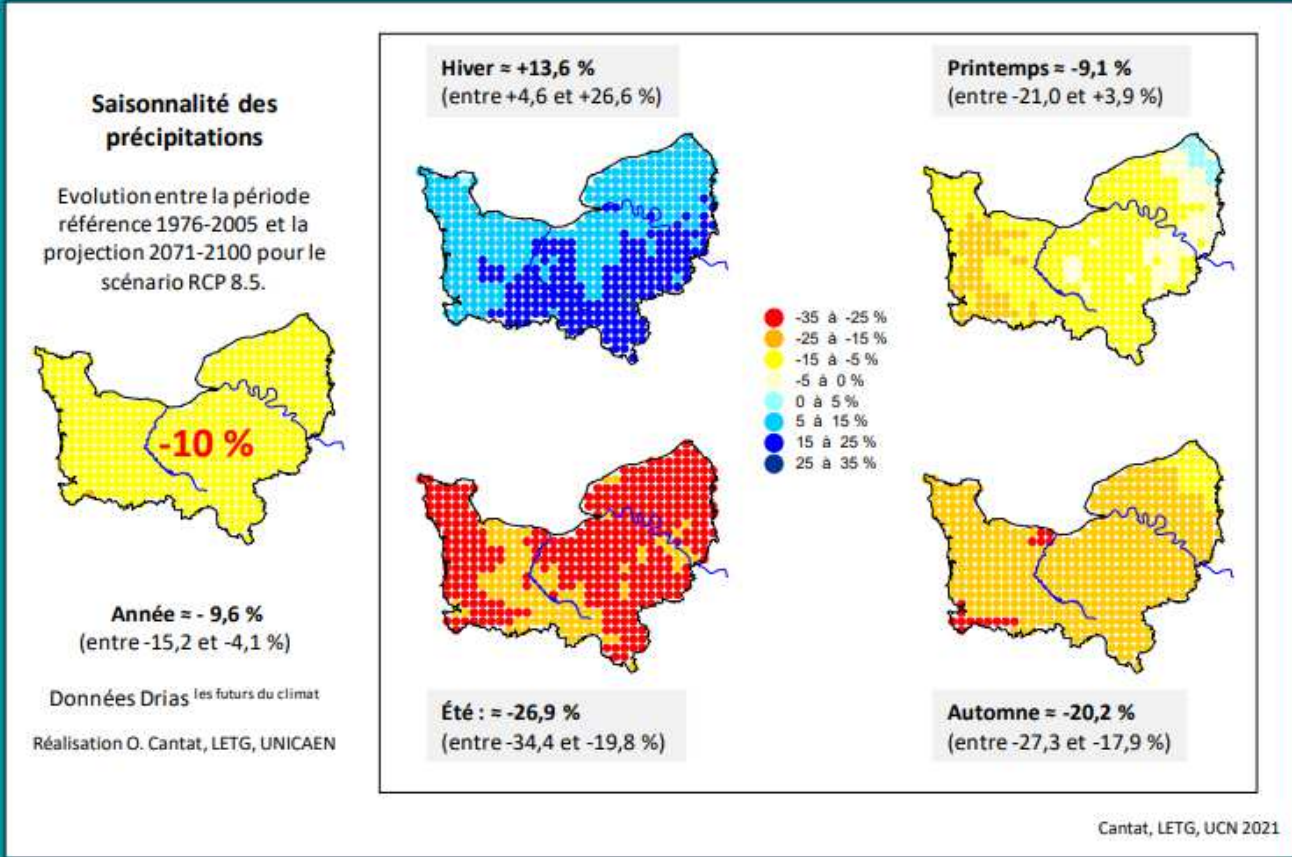 Saisonnalité des
précipitations
Evolution entre la période
référence 1976-2005 et la
projection 2071-2100 pour le
scénario RCP 8.5.
-10 %
Année ≈ - 9,6 %
(entre -15,2 et -4,1 %)
Données Drias les futurs du climat
Réalisation O. Cantat, LETG, UNICAEN
Hiver ≈ +13,6 %
(entre +4,6 et +26,6 %)
Printemps ≈ -9,1 %
(entre -21,0 et +3,9 %)
-35 à -25 %
-25 à -15 %
-15 à -5 %
-5 à 0 %
0 à 5 %
5 à 15 %
15 à 25 %
25 à 35 %
Été : ≈ -26,9 %
(entre -34,4 et -19,8 %)
Automne ≈ -20,2 %
(entre -27,3 et -17,9 %)
Cantat, LETG, UCN 2021